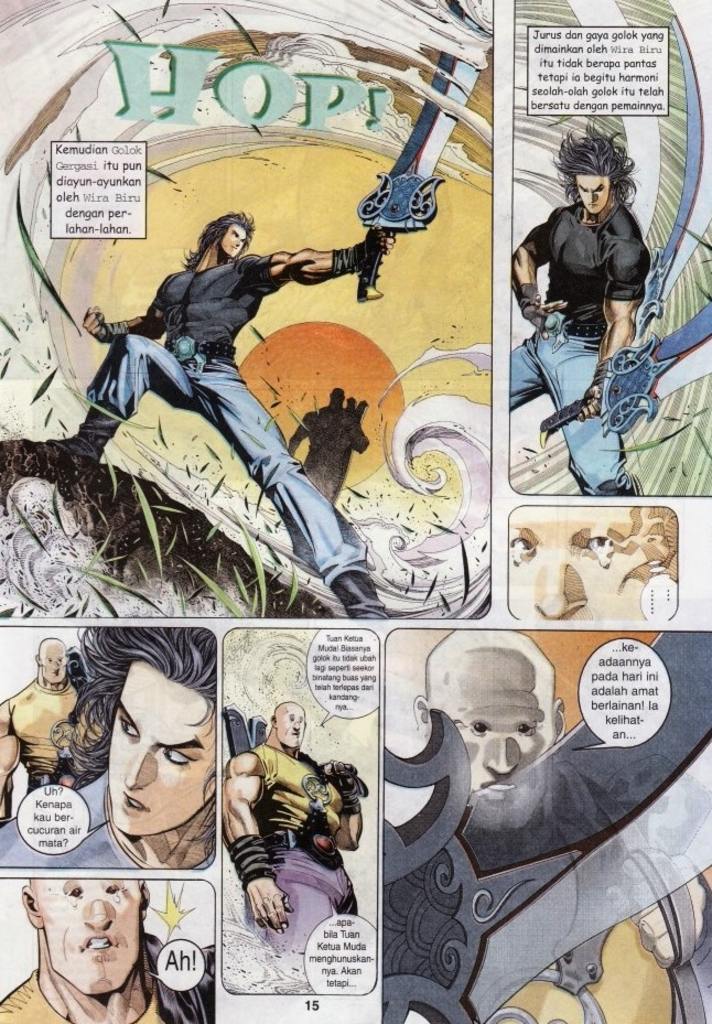 HOP!
Kemudian Golok
Gergasi itu pun
diayun-ayunkan
oleh Wira Biru
dengan per-
lahan-lahan.
Jurus dan gaya golok yang
dimainkan oleh Wira Biru
itu tidak berapa pantas
tetapi ia begitu harmoni
seolah-olah golok itu telah
bersatu dengan pemainnya.
Uh?
Kenapa
kau ber-
cucuran air
mata?
Ah!
Tuan Ketua
Muda! Biasanya
golok itu tidak ubah
lagi seperti seekor
binatang buas yang
telah terlepas dari
kandang-
nya...
...apa-
bila Tuan
Ketua Muda
menghunuskan-
nya. Akan
tetapi...
...ke-
adaannya
pada hari ini
adalah amat
berlainan! Ia
kelihat-
an...
15